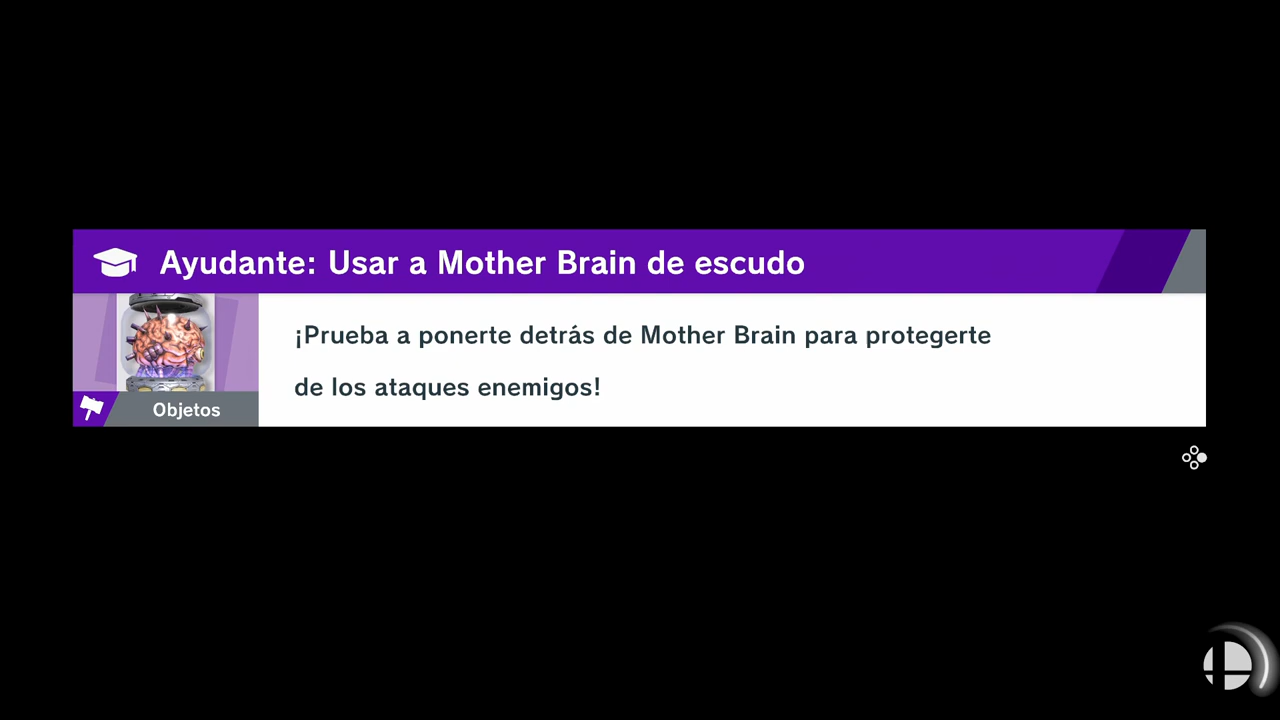 Ayudante: Usar a Mother Brain de escudo
¡Prueba a ponerte detrás de Mother Brain para protegerte
de los ataques enemigos!
Objetos